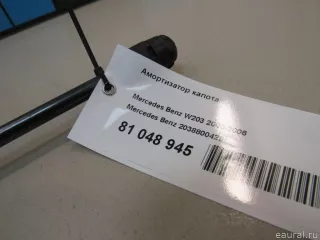 Амортизатор капота
Mercedes Benz W203
Mercedes Benz
81 048 945
eaural.ru